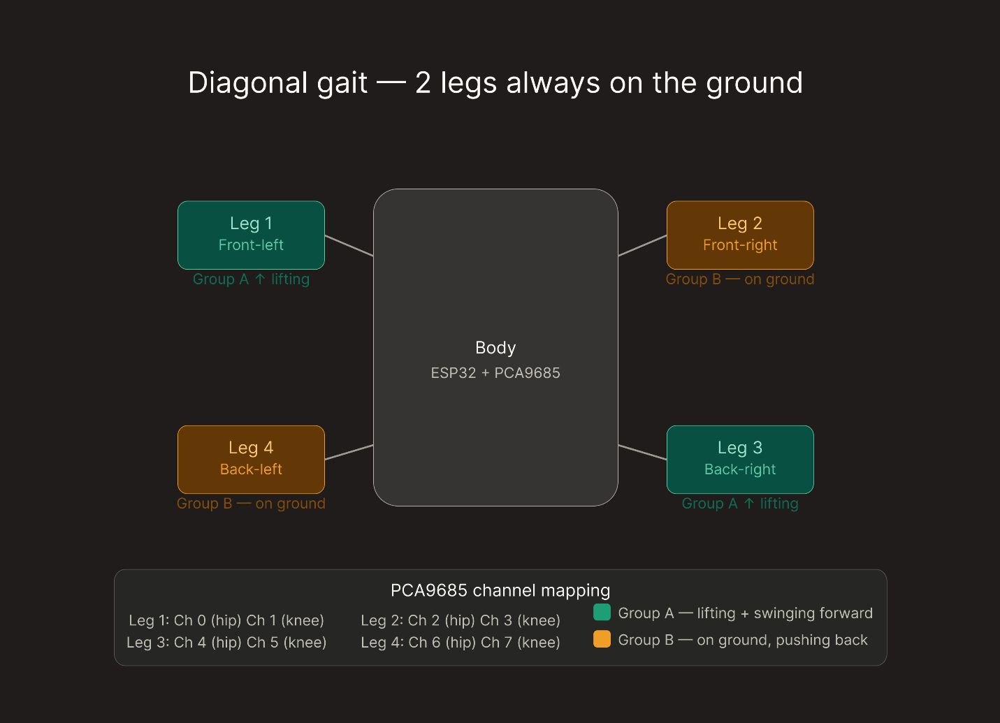 Diagonal gait — 2 legs always on the ground
Leg 1
Front-left
Group A ↑ lifting
Leg 2
Front-right
Group B — on ground
Body
ESP32 + PCA9685
Leg 4
Back-left
Group B — on ground
Leg 3
Back-right
Group A ↑ lifting
PCA9685 channel mapping
Leg 1: Ch 0 (hip) Ch 1 (knee)
Leg 2: Ch 2 (hip) Ch 3 (knee)
Leg 3: Ch 4 (hip) Ch 5 (knee)
Leg 4: Ch 6 (hip) Ch 7 (knee)
Group A — lifting + swinging forward
Group B — on ground, pushing back